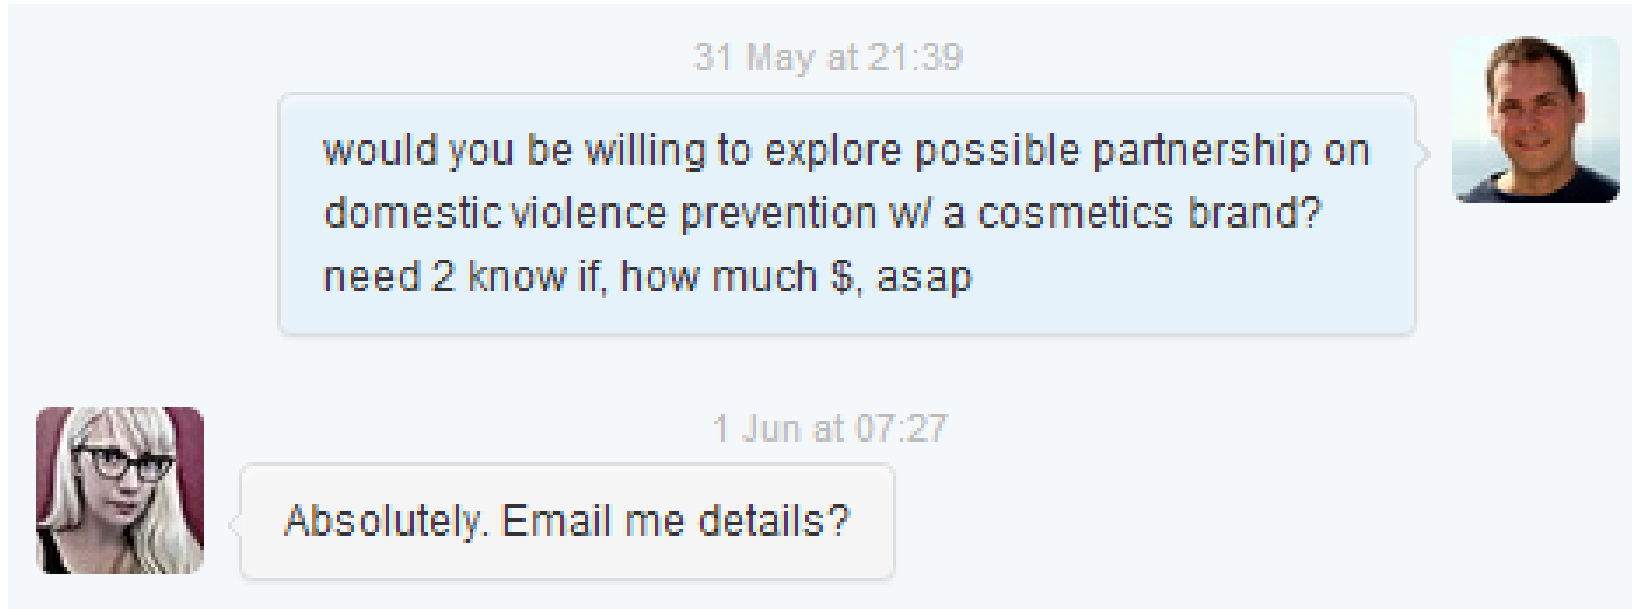 31 May at 21:39
would you be willing to explore possible partnership on
domestic violence prevention w/ a cosmetics brand?
need 2 know if, how much $, asap
1 Jun at 07:27
Absolutely. Email me details?